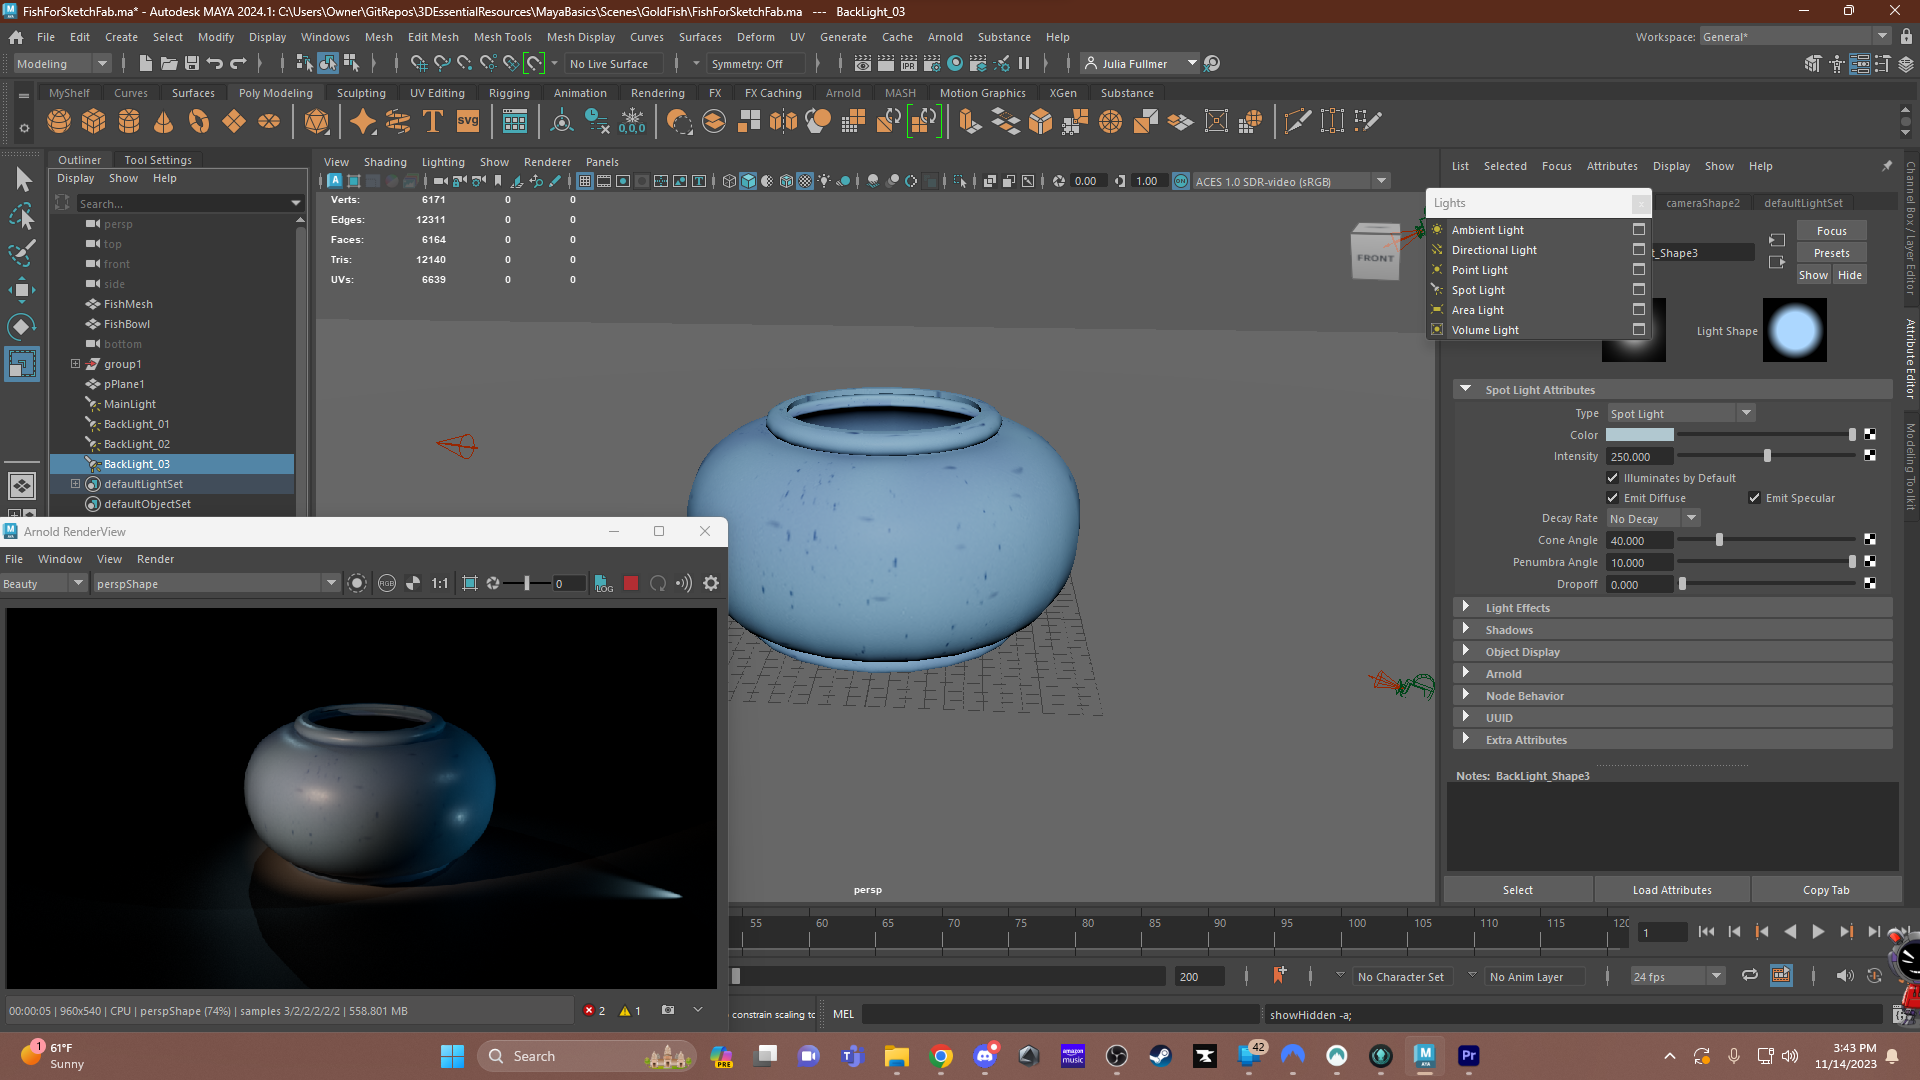 FishForSketchFab.ma* - Autodesk MAYA 2024.1: C:\Users\Owner\GitRepos\3DEssentialResources\MayaBasics\Scenes\GoldFish\FishForSketchFab.ma --- BackLight_03
File Edit Create Select Modify Display Windows Mesh Edit Mesh Mesh Tools Mesh Display Curves Surfaces Deform UV Generate Cache Arnold Substance Help
Workspace: General*
Modeling No Live Surface Symmetry: Off Julia Fullmer
MyShelf Curves Surfaces Poly Modeling Sculpting UV Editing Rigging Animation Rendering FX FX Caching Arnold MASH Motion Graphics XGen Substance
T svg 0,0,0
Outliner Tool Settings
Display Show Help
Search...
persp
top
front
side
FishMesh
FishBowl
bottom
group1
pPlane1
MainLight
BackLight_01
BackLight_02
BackLight_03
defaultLightSet
defaultObjectSet
View Shading Lighting Show Renderer Panels
0.00 1.00 ON ACES 1.0 SDR-video (sRGB)
Verts: 6171 0 0
Edges: 12311 0 0
Faces: 6164 0 0
Tris: 12140 0 0
UVs: 6639 0 0
FRONT
persp
Arnold RenderView
File Window View Render
Beauty perspShape RGB 1:1 0 LOG
00:00:05 | 960x540 | CPU | perspShape (74%) | samples 3/2/2/2/2/2 | 558.801 MB
2 1
List Selected Focus Attributes Display Show Help
Lights
Ambient Light
Directional Light
Point Light
Spot Light
Area Light
Volume Light
cameraShape2 defaultLightSet
t_Shape3
Focus
Presets
Show Hide
Light Shape
Spot Light Attributes
Type Spot Light
Color
Intensity 250.000
Illuminates by Default
Emit Diffuse Emit Specular
Decay Rate No Decay
Cone Angle 40.000
Penumbra Angle 10.000
Dropoff 0.000
Light Effects
Shadows
Object Display
Arnold
Node Behavior
UUID
Extra Attributes
Notes: BackLight_Shape3
Select Load Attributes Copy Tab
Channel Box / Layer Editor
Attribute Editor
Modeling Toolkit
55 60 65 70 75 80 85 90 95 100 105 110 115 120
1
200 No Character Set No Anim Layer 24 fps
constrain scaling to MEL showHidden -a;
1 61°F
Sunny
Search
PRE
amazon music
42
M
Pr
3:43 PM
11/14/2023